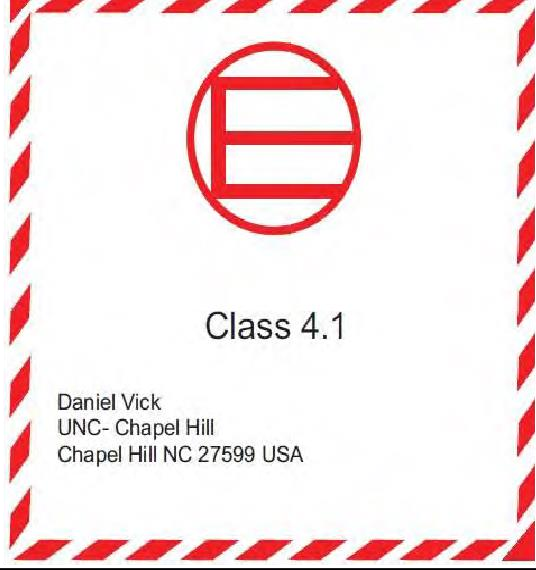 E
Class 4.1
Daniel Vick
UNC- Chapel Hill
Chapel Hill NC 27599 USA